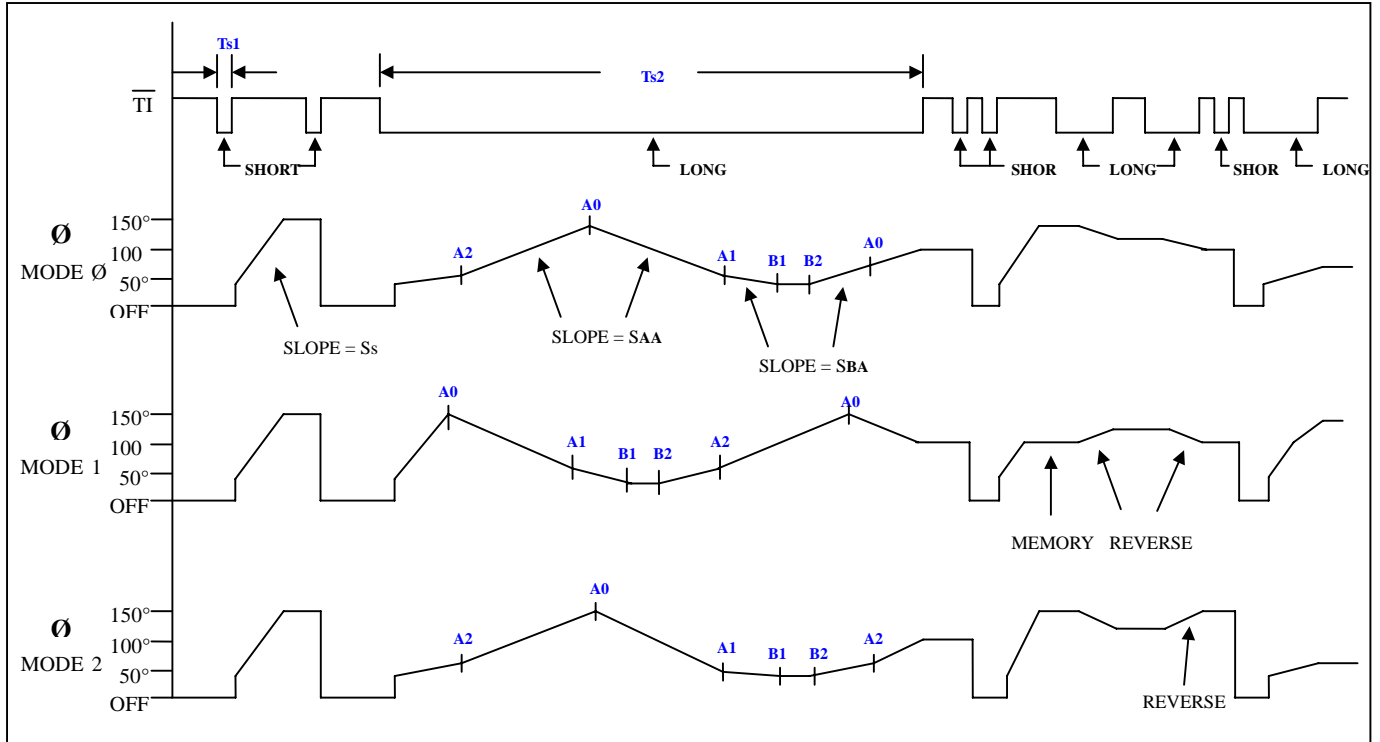 Ts1
Ts2
TI
SHORT
LONG
SHOR
LONG
SHOR
LONG
Ø
MODE Ø
150°
100
50°
OFF
A2
A0
A1
B1
B2
A0
SLOPE = Ss
SLOPE = SAA
SLOPE = SBA
Ø
MODE 1
150°
100
50°
OFF
A0
A1
B1
B2
A2
A0
MEMORY
REVERSE
Ø
MODE 2
150°
100°
50°
OFF
A2
A0
A1
B1
B2
A2
REVERSE